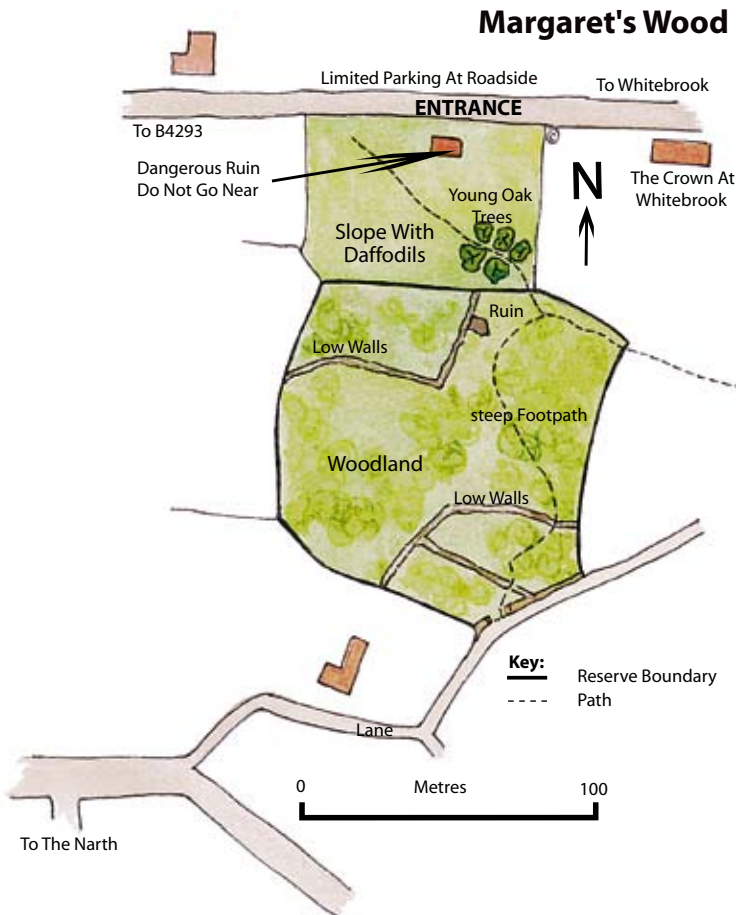 Margaret's Wood
Limited Parking At Roadside
To Whitebrook
ENTRANCE
To B4293
Dangerous Ruin
Do Not Go Near
N
The Crown At
Whitebrook
Young Oak
Trees
Slope With
Daffodils
Ruin
Low Walls
steep Footpath
Woodland
Low Walls
Key:
Reserve Boundary
Path
Lane
0 Metres 100
To The Narth